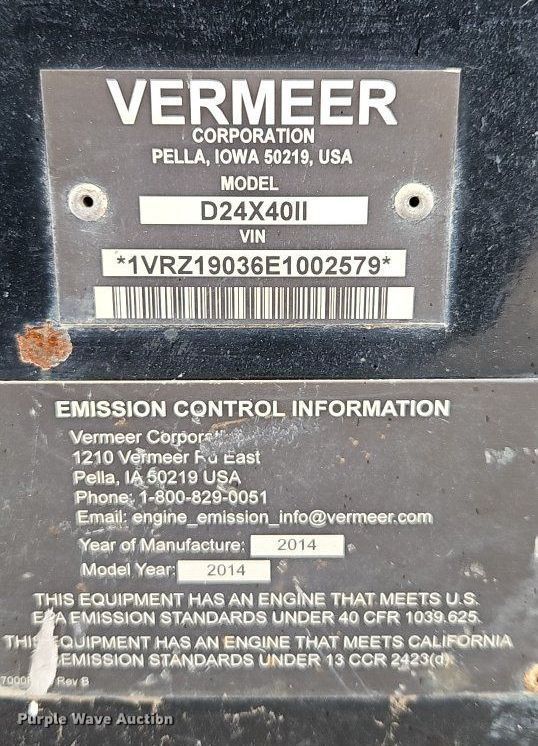 VERMEER
CORPORATION
PELLA, IOWA 50219, USA
MODEL
D24X40II
VIN
*1VRZ19036E1002579*
EMISSION CONTROL INFORMATION
Vermeer
1210 Vermeer East
Pella, IA 50219 USA
Phone: 1-800-829-0051
Email: engine_emission_info@vermeer.com
Year of Manufacture: 2014
Model Year: 2014
THIS EQUIPMENT HAS AN ENGINE THAT MEETS U.S.
EPA EMISSION STANDARDS UNDER 40 CFR 1039.625.
THIS EQUIPMENT HAS AN ENGINE THAT MEETS CALIFORNIA
EMISSION STANDARDS UNDER 13 CCR 2423(d).
Rev B
Purple Wave Auction